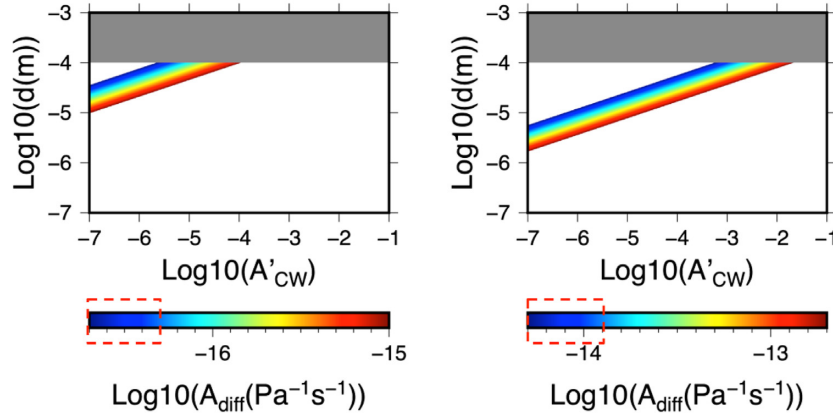 −3
−4
−5
−6
−7
Log10(d(m))
−7 −6 −5 −4 −3 −2 −1
Log10(A'CW)
−16 −15
Log10(Adiff(Pa−1s−1))
−3
−4
−5
−6
−7
Log10(d(m))
−7 −6 −5 −4 −3 −2 −1
Log10(A'CW)
−14 −13
Log10(Adiff(Pa−1s−1))